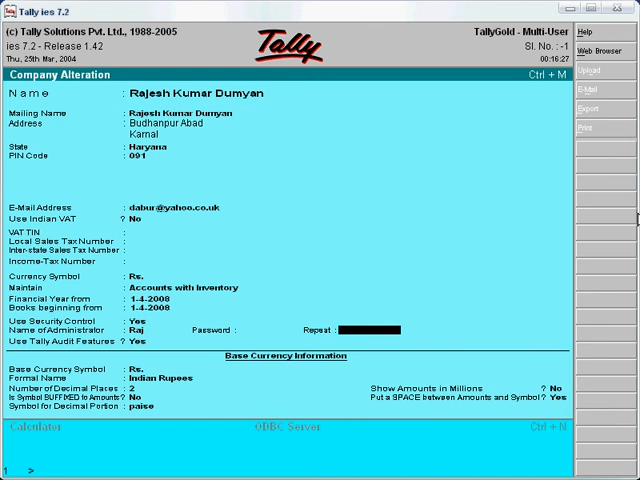 Tally ies 7.2
(c) Tally Solutions Pvt. Ltd., 1988-2005
ies 7.2 - Release 1.42
Thu, 25th Mar, 2004
Tally
TallyGold - Multi-User
Sl. No. : -1
00:16:27
Help
Web Browser
Upload
E-Mail
Export
Print
Company Alteration Ctrl + M
Name : Rajesh Kumar Dumyan
Mailing Name : Rajesh Kumar Dumyan
Address : Budhanpur Abad
Karnal
State : Haryana
PIN Code : 091
E-Mail Address : dabur@yahoo.co.uk
Use Indian VAT ? No
VAT TIN :
Local Sales Tax Number :
Inter-state Sales Tax Number :
Income-Tax Number :
Currency Symbol : Rs.
Maintain : Accounts with Inventory
Financial Year from : 1-4-2008
Books beginning from : 1-4-2008
Use Security Control : Yes
Name of Administrator : Raj Password : Repeat :
Use Tally Audit Features ? Yes
Base Currency Information
Base Currency Symbol : Rs.
Formal Name : Indian Rupees
Number of Decimal Places : 2 Show Amounts in Millions ? No
Is Symbol SUFFIXED to Amounts ? No Put a SPACE between Amounts and Symbol ? Yes
Symbol for Decimal Portion : paise
Calculator ODBC Server Ctrl + N
1 >